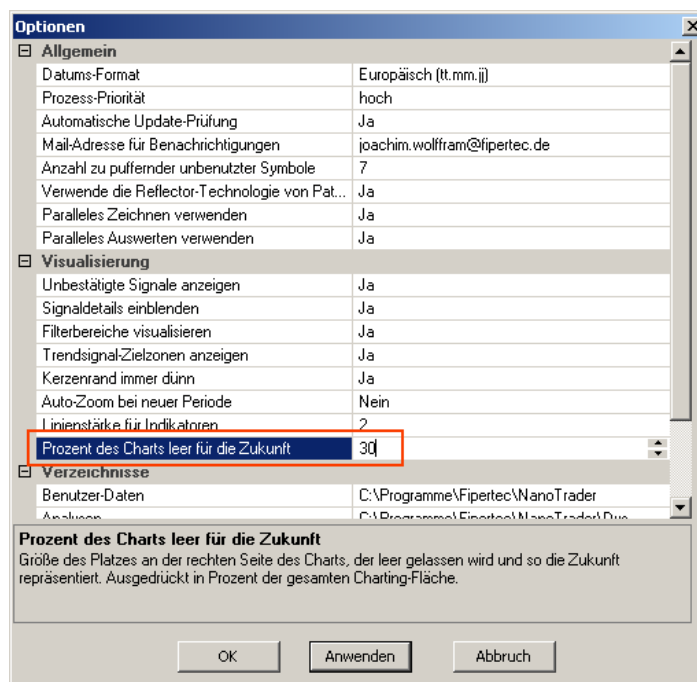 Optionen
Allgemein
Datums-Format Europäisch (tt.mm.jj)
Prozess-Priorität hoch
Automatische Update-Prüfung Ja
Mail-Adresse für Benachrichtigungen joachim.wolffram@fipertec.de
Anzahl zu puffernder unbenutzter Symbole 7
Verwende die Reflector-Technologie von Pat... Ja
Paralleles Zeichnen verwenden Ja
Paralleles Auswerten verwenden Ja
Visualisierung
Unbestätigte Signale anzeigen Ja
Signaldetails einblenden Ja
Filterbereiche visualisieren Ja
Trendsignal-Zielzonen anzeigen Ja
Kerzenrand immer dünn Ja
Auto-Zoom bei neuer Periode Nein
Linienstärke für Indikatoren 2
Prozent des Charts leer für die Zukunft 30
Verzeichnisse
Benutzer-Daten C:\Programme\Fipertec\NanoTrader
Analysen C:\Programme\Fipertec\NanoTrader\
Prozent des Charts leer für die Zukunft
Größe des Platzes an der rechten Seite des Charts, der leer gelassen wird und so die Zukunft
repräsentiert. Ausgedrückt in Prozent der gesamten Charting-Fläche.
OK Anwenden Abbruch